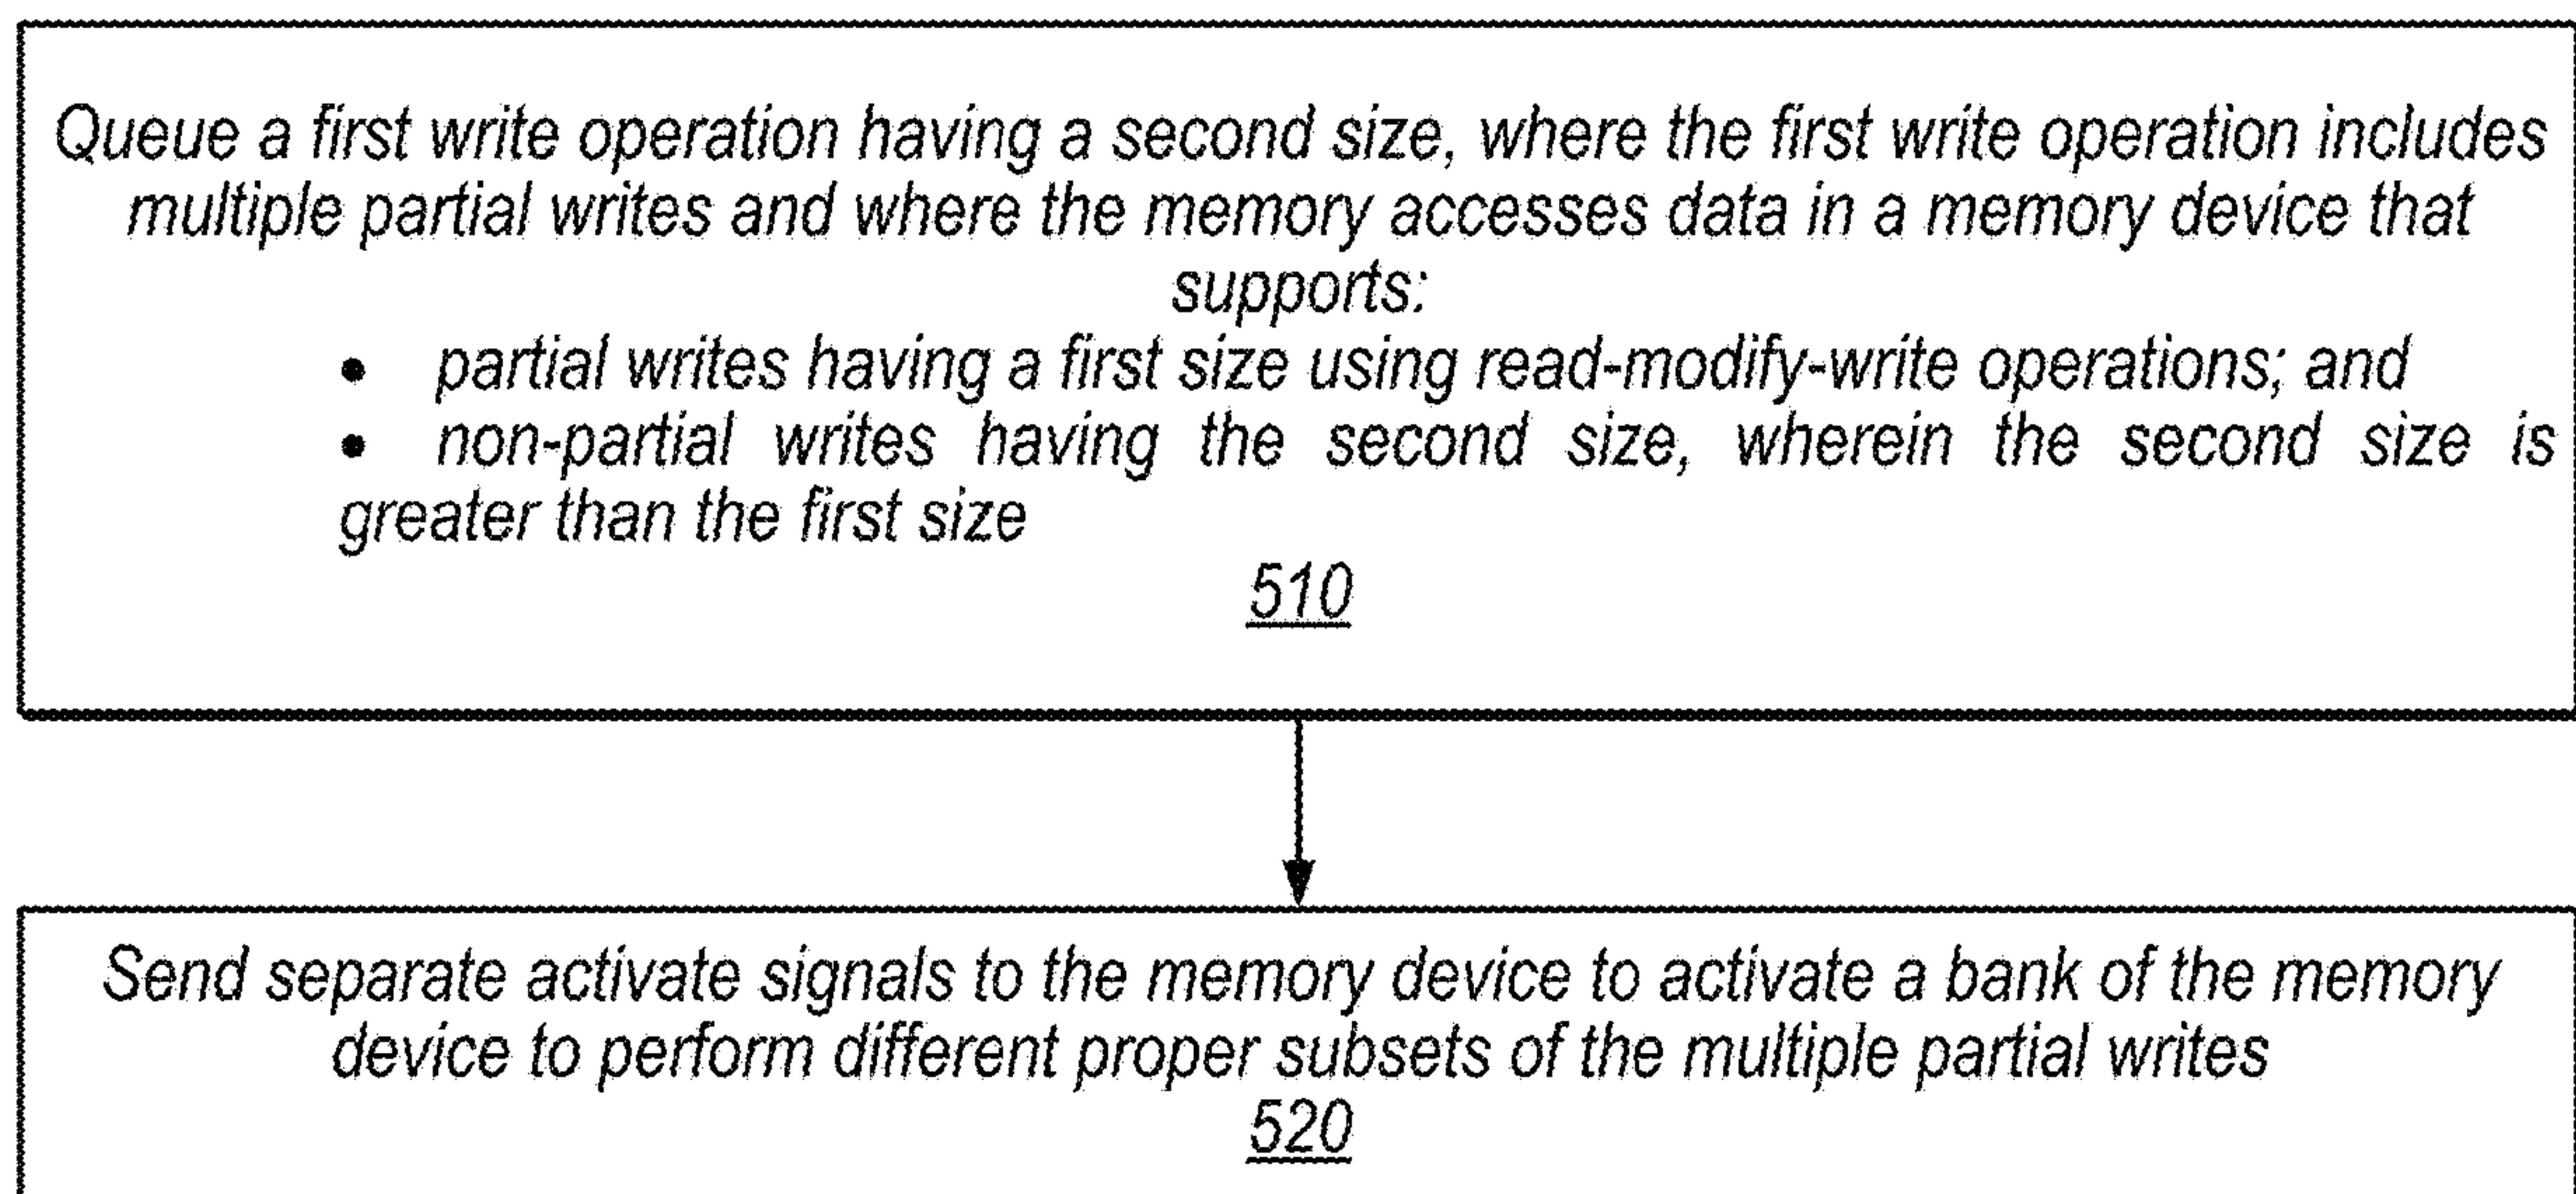 Queue a first write operation having a second size, where the first write operation includes
multiple partial writes and where the memory accesses data in a memory device that
supports:
• partial writes having a first size using read-modify-write operations; and
• non-partial writes having the second size, wherein the second size is
greater than the first size
510
Send separate activate signals to the memory device to activate a bank of the memory
device to perform different proper subsets of the multiple partial writes
520